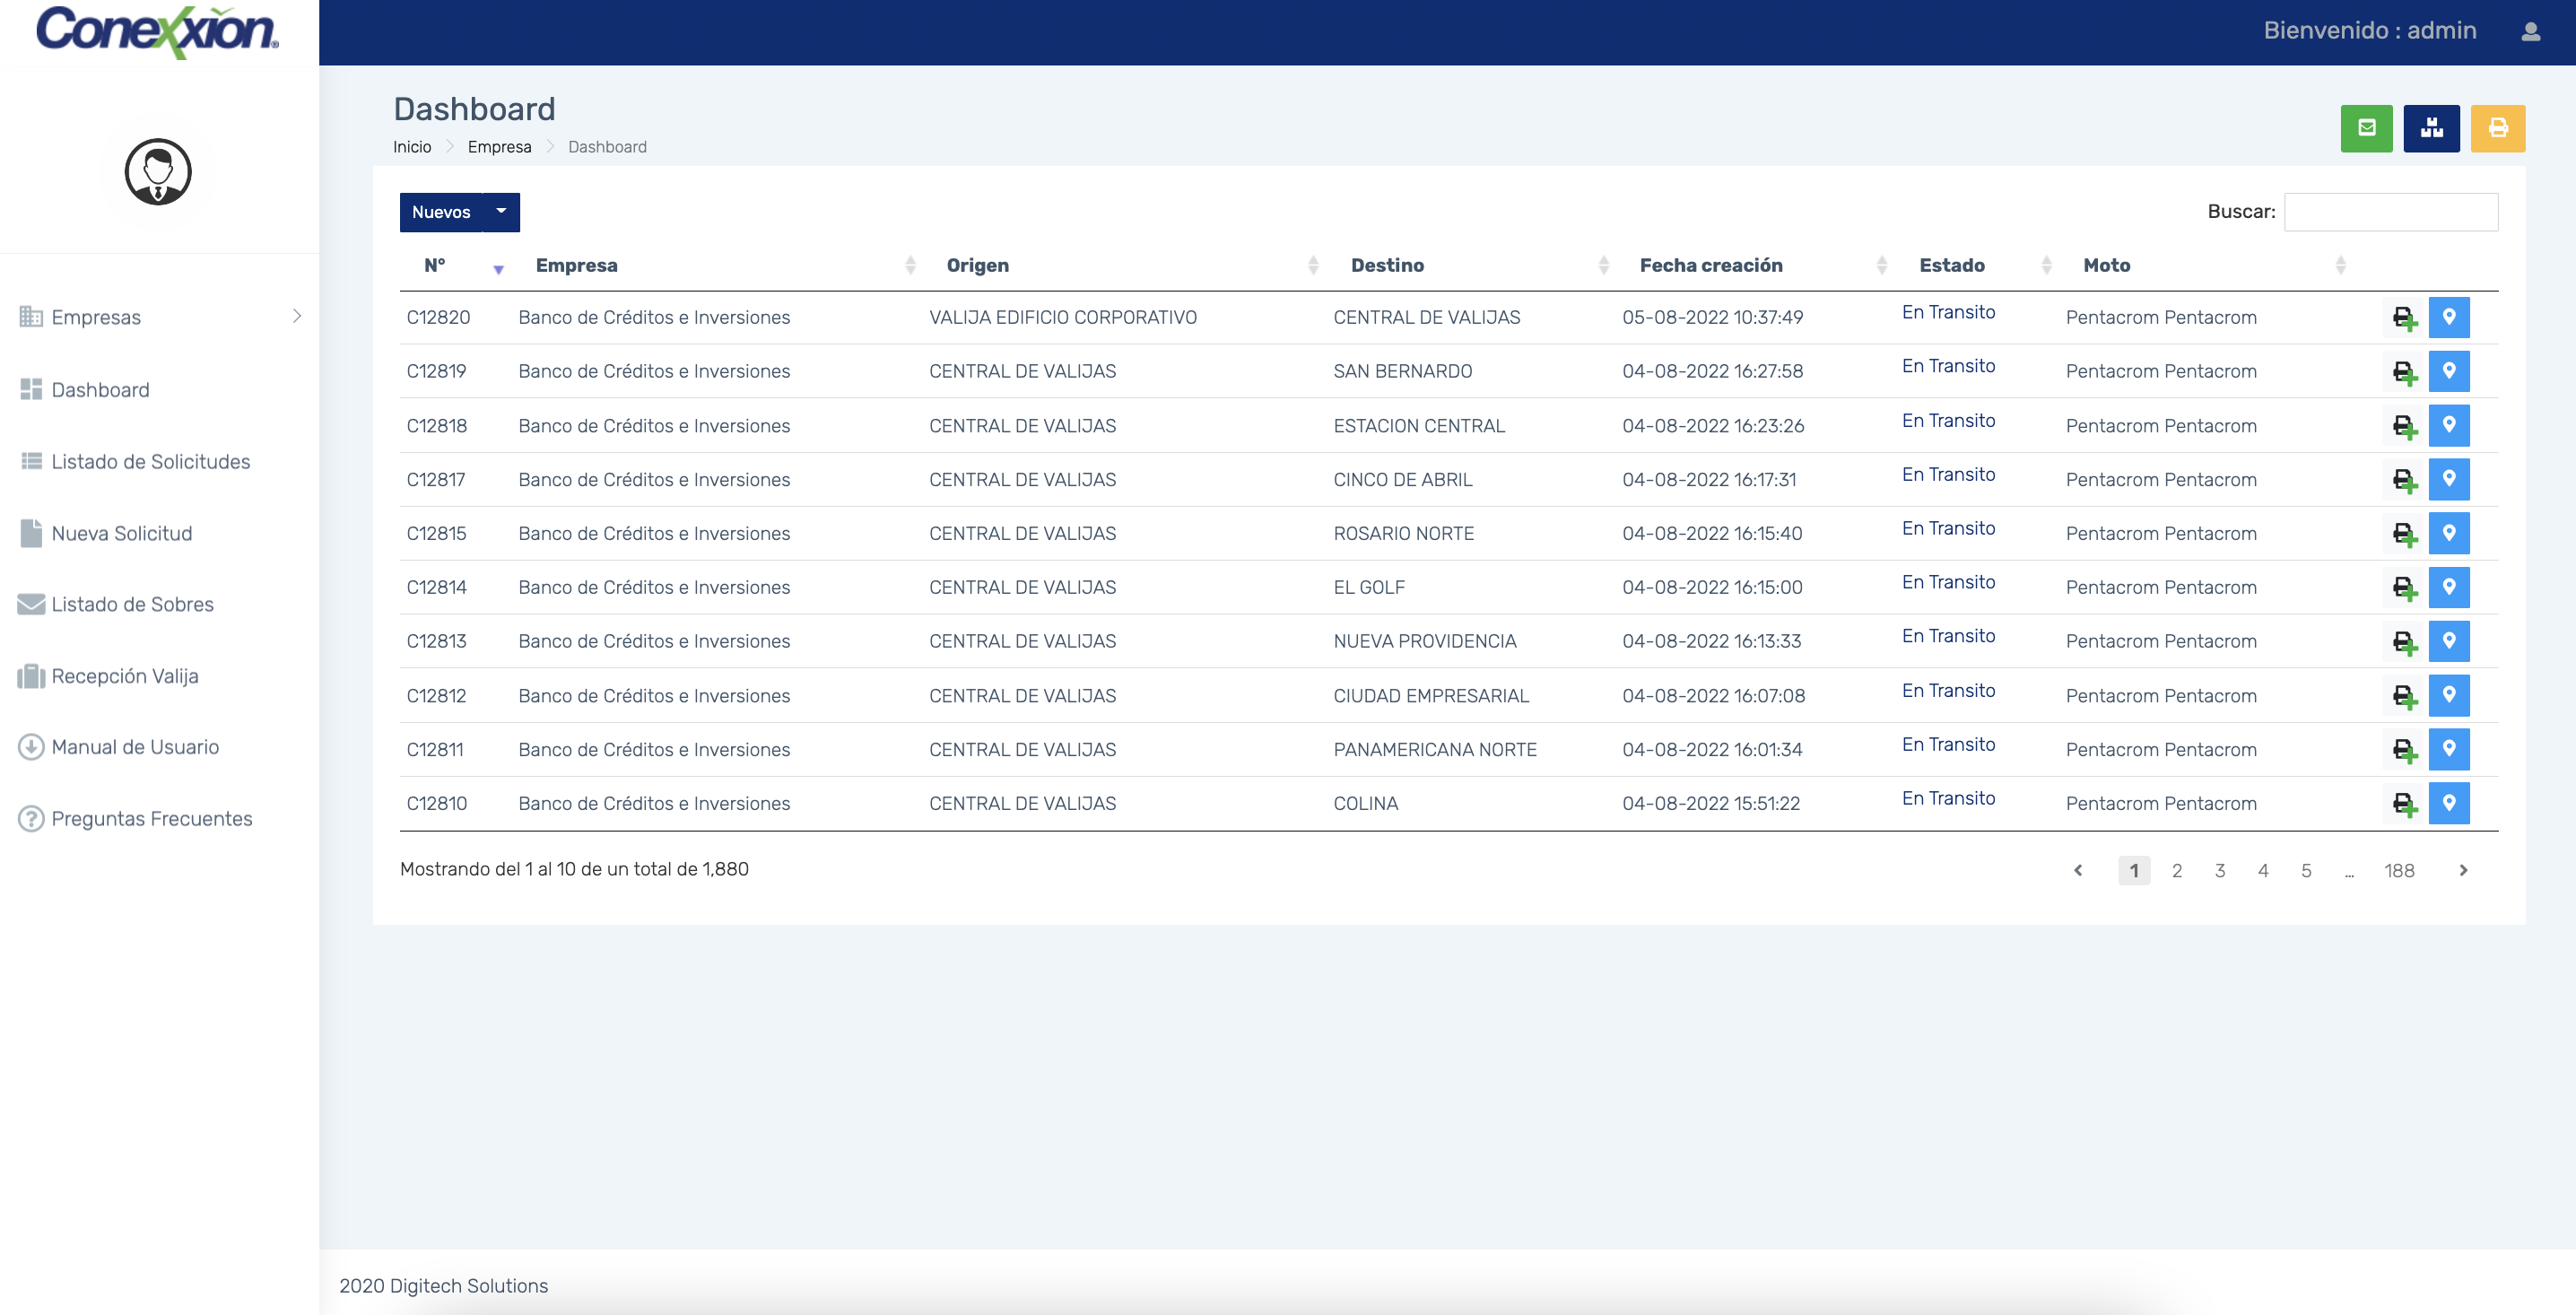 Conexxion®
Bienvenido : admin
Dashboard
Inicio > Empresa > Dashboard
Nuevos
Buscar:
N° Empresa Origen Destino Fecha creación Estado Moto
C12820 Banco de Créditos e Inversiones VALIJA EDIFICIO CORPORATIVO CENTRAL DE VALIJAS 05-08-2022 10:37:49 En Transito Pentacrom Pentacrom
C12819 Banco de Créditos e Inversiones CENTRAL DE VALIJAS SAN BERNARDO 04-08-2022 16:27:58 En Transito Pentacrom Pentacrom
C12818 Banco de Créditos e Inversiones CENTRAL DE VALIJAS ESTACION CENTRAL 04-08-2022 16:23:26 En Transito Pentacrom Pentacrom
C12817 Banco de Créditos e Inversiones CENTRAL DE VALIJAS CINCO DE ABRIL 04-08-2022 16:17:31 En Transito Pentacrom Pentacrom
C12815 Banco de Créditos e Inversiones CENTRAL DE VALIJAS ROSARIO NORTE 04-08-2022 16:15:40 En Transito Pentacrom Pentacrom
C12814 Banco de Créditos e Inversiones CENTRAL DE VALIJAS EL GOLF 04-08-2022 16:15:00 En Transito Pentacrom Pentacrom
C12813 Banco de Créditos e Inversiones CENTRAL DE VALIJAS NUEVA PROVIDENCIA 04-08-2022 16:13:33 En Transito Pentacrom Pentacrom
C12812 Banco de Créditos e Inversiones CENTRAL DE VALIJAS CIUDAD EMPRESARIAL 04-08-2022 16:07:08 En Transito Pentacrom Pentacrom
C12811 Banco de Créditos e Inversiones CENTRAL DE VALIJAS PANAMERICANA NORTE 04-08-2022 16:01:34 En Transito Pentacrom Pentacrom
C12810 Banco de Créditos e Inversiones CENTRAL DE VALIJAS COLINA 04-08-2022 15:51:22 En Transito Pentacrom Pentacrom
Mostrando del 1 al 10 de un total de 1,880
1 2 3 4 5 … 188
Empresas
Dashboard
Listado de Solicitudes
Nueva Solicitud
Listado de Sobres
Recepción Valija
Manual de Usuario
Preguntas Frecuentes
2020 Digitech Solutions